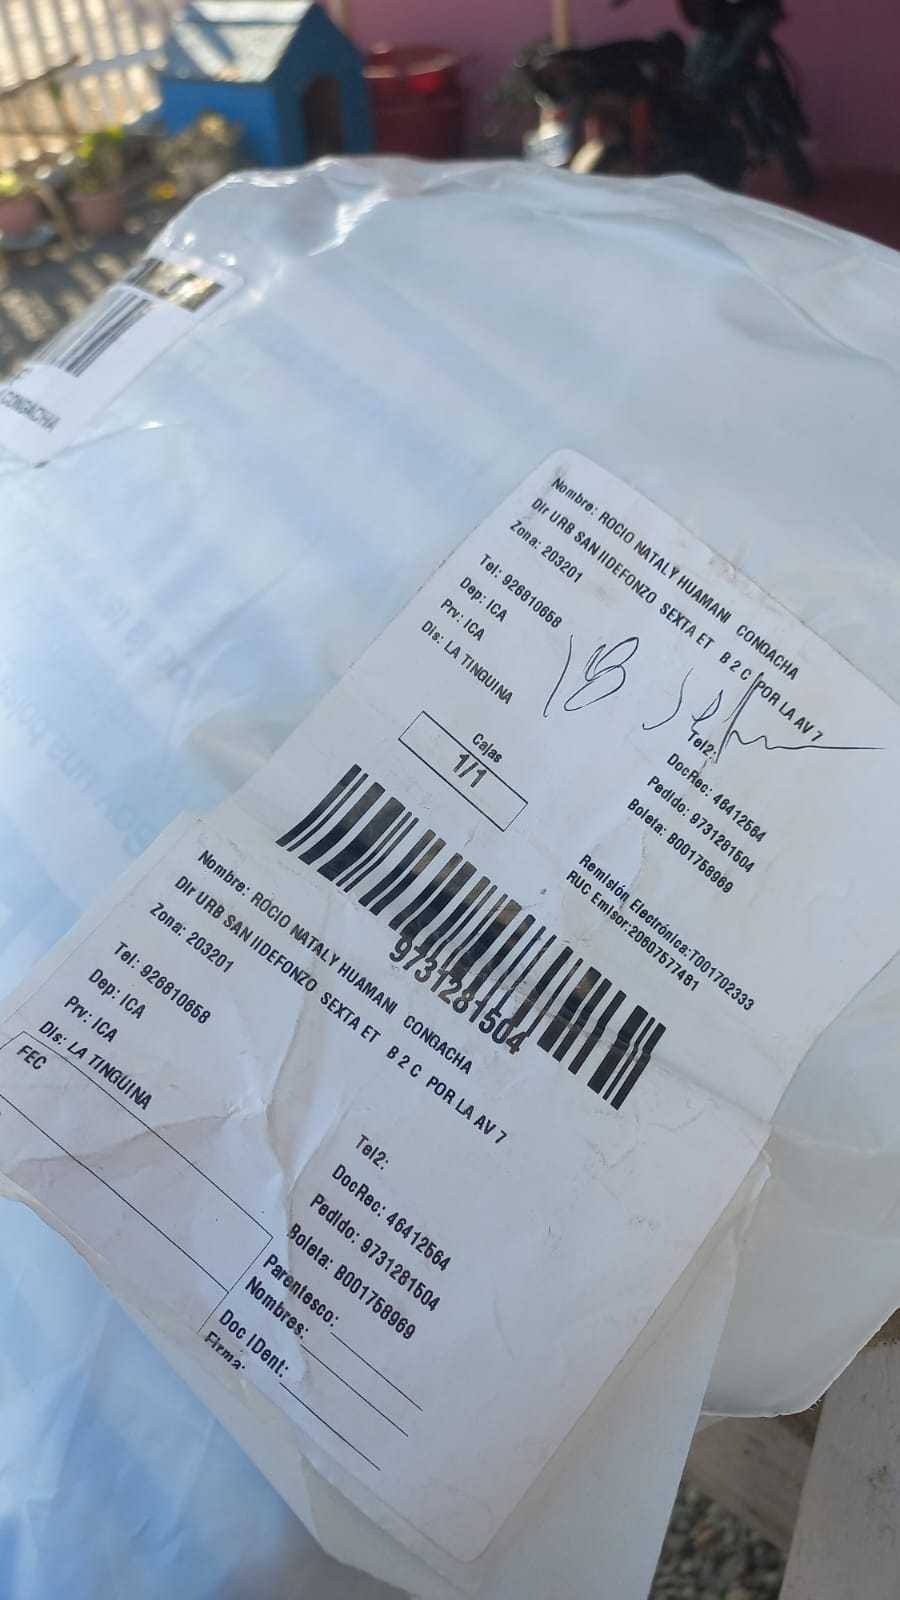 CONGACHA
Nombre: ROCIO NATALY HUAMANI CONGACHA
Dir URB SAN IIDEFONZO SEXTA ET B 2 C POR LA AV 7
Zona: 203201
Tel: 926810658
Dep: ICA
Prv: ICA
Dis: LA TINGUINA
18
Tel2:
DocRec: 46412564
Pedido: 9731281504
Boleta: B001758969
Cajas
1/1
Remisión Electrónica:T001702333
RUC Emisor:20607577481
9731281504
Nombre: ROCIO NATALY HUAMANI CONGACHA
Dir URB SAN IIDEFONZO SEXTA ET B 2 C POR LA AV 7
Zona: 203201
Tel: 926810658
Dep: ICA
Prv: ICA
Dis: LA TINGUINA
FEC
Tel2:
DocRec: 46412564
Pedido: 9731281504
Boleta: B001758969
Parentesco:
Nombres:
Doc IDent:
Firma: